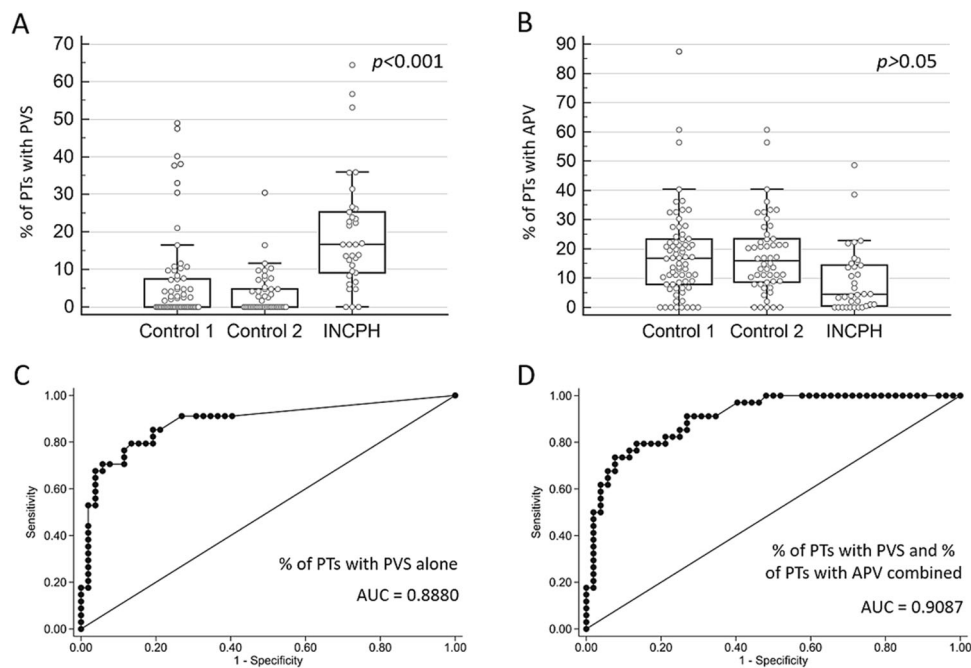 A
% of PTs with PVS
70
60
50
40
30
20
10
0
p<0.001
Control 1 Control 2 INCPH
B
% of PTs with APV
90
80
70
60
50
40
30
20
10
0
p>0.05
Control 1 Control 2 INCPH
C
Sensitivity
1.00
0.80
0.60
0.40
0.20
0.00
% of PTs with PVS alone
AUC = 0.8880
0.00 0.20 0.40 0.60 0.80 1.00
1 - Specificity
D
Sensitivity
1.00
0.80
0.60
0.40
0.20
0.00
% of PTs with PVS and %
of PTs with APV combined
AUC = 0.9087
0.00 0.20 0.40 0.60 0.80 1.00
1 - Specificity